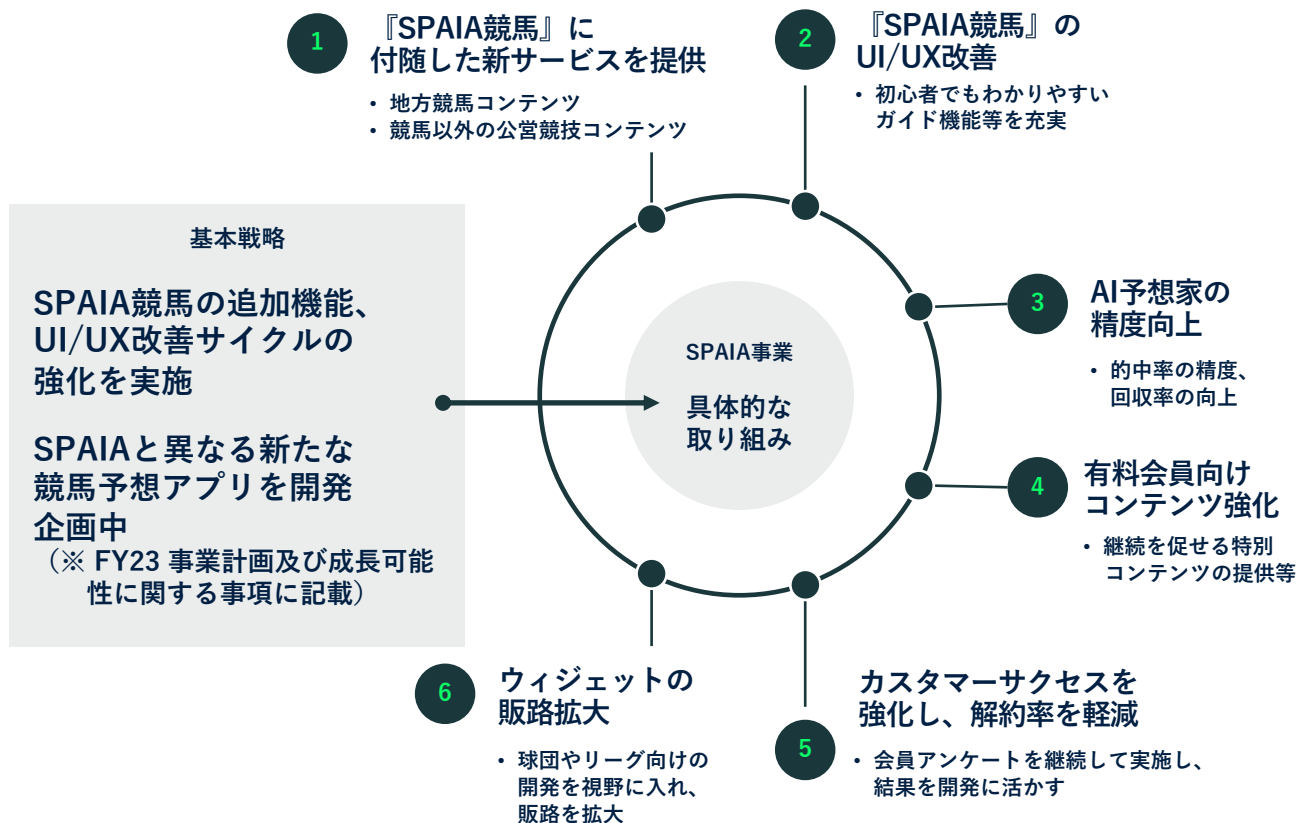 1
『SPAIA競馬』に
付随した新サービスを提供
• 地方競馬コンテンツ
• 競馬以外の公営競技コンテンツ
2
『SPAIA競馬』の
UI/UX改善
• 初心者でもわかりやすい
ガイド機能等を充実
基本戦略
SPAIA競馬の追加機能、
UI/UX改善サイクルの
強化を実施
SPAIAと異なる新たな
競馬予想アプリを開発
企画中
（※ FY23 事業計画及び成長可能
性に関する事項に記載）
SPAIA事業
具体的な
取り組み
3
AI予想家の
精度向上
• 的中率の精度、
回収率の向上
4
有料会員向け
コンテンツ強化
• 継続を促せる特別
コンテンツの提供等
5
カスタマーサクセスを
強化し、解約率を軽減
• 会員アンケートを継続して実施し、
結果を開発に活かす
6
ウィジェットの
販路拡大
• 球団やリーグ向けの
開発を視野に入れ、
販路を拡大